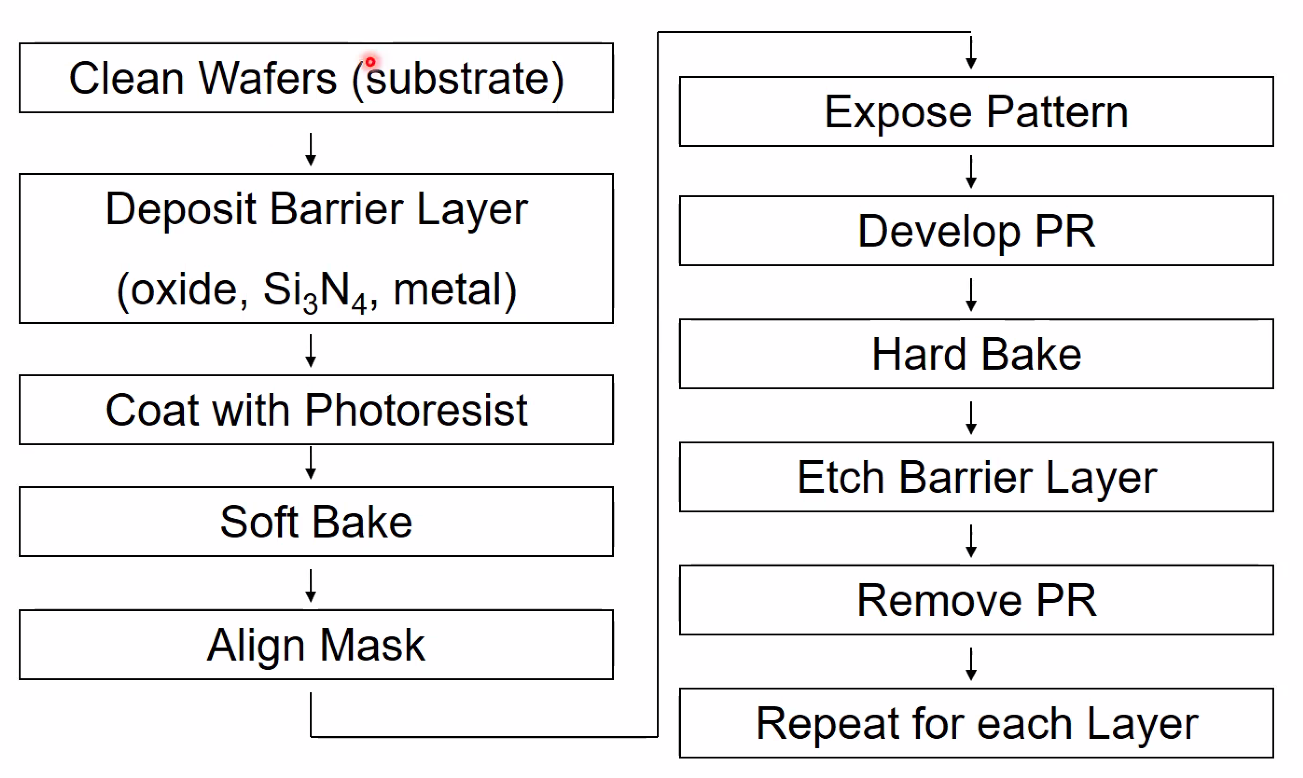 Clean Wafers (substrate)
Deposit Barrier Layer
(oxide, Si₃N₄, metal)
Coat with Photoresist
Soft Bake
Align Mask
Expose Pattern
Develop PR
Hard Bake
Etch Barrier Layer
Remove PR
Repeat for each Layer